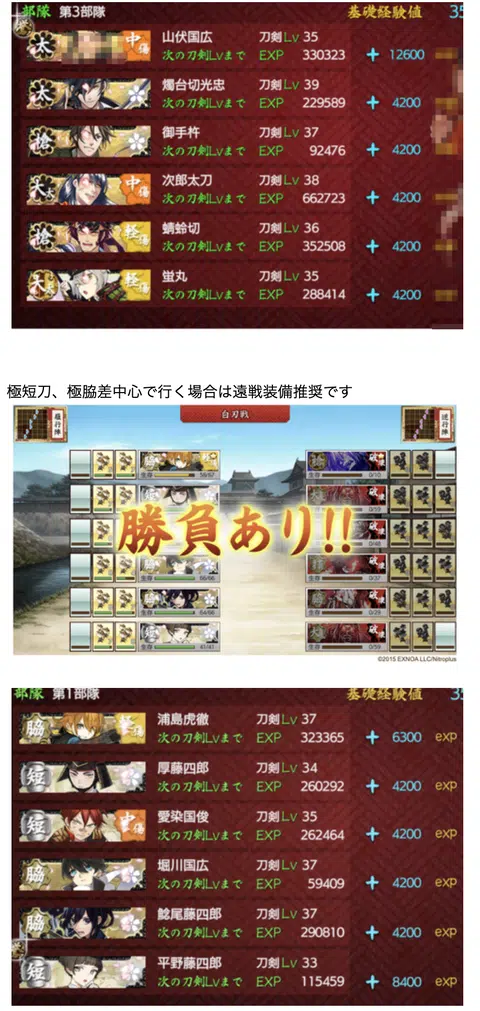 部隊 第3部隊 基礎経験値 35
太 中傷 山伏国広 刀剣Lv 35
次の刀剣Lvまで EXP 330323 + 12600
太 燭台切光忠 刀剣Lv 39
次の刀剣Lvまで EXP 229589 + 4200
槍 御手杵 刀剣Lv 37
次の刀剣Lvまで EXP 92476 + 4200
大太 中傷 次郎太刀 刀剣Lv 38
次の刀剣Lvまで EXP 662723 + 4200
槍 軽傷 蜻蛉切 刀剣Lv 36
次の刀剣Lvまで EXP 352508 + 4200
大太 軽傷 蛍丸 刀剣Lv 35
次の刀剣Lvまで EXP 288414 + 4200
極短刀、極脇差中心で行く場合は遠戦装備推奨です
雁行陣 白刃戦 逆行陣
勝負あり!!
生存
©2015 EXNOA LLC/Nitroplus
部隊 第1部隊 基礎経験値 35
脇 軽傷 浦島虎徹 刀剣Lv 37
次の刀剣Lvまで EXP 323365 + 6300 exp
短 厚藤四郎 刀剣Lv 34
次の刀剣Lvまで EXP 260292 + 4200 exp
短 中傷 愛染国俊 刀剣Lv 35
次の刀剣Lvまで EXP 262464 + 4200 exp
脇 堀川国広 刀剣Lv 37
次の刀剣Lvまで EXP 59409 + 4200 exp
脇 鯰尾藤四郎 刀剣Lv 37
次の刀剣Lvまで EXP 290810 + 4200 exp
誉 短 平野藤四郎 刀剣Lv 33
次の刀剣Lvまで EXP 115459 + 8400 exp